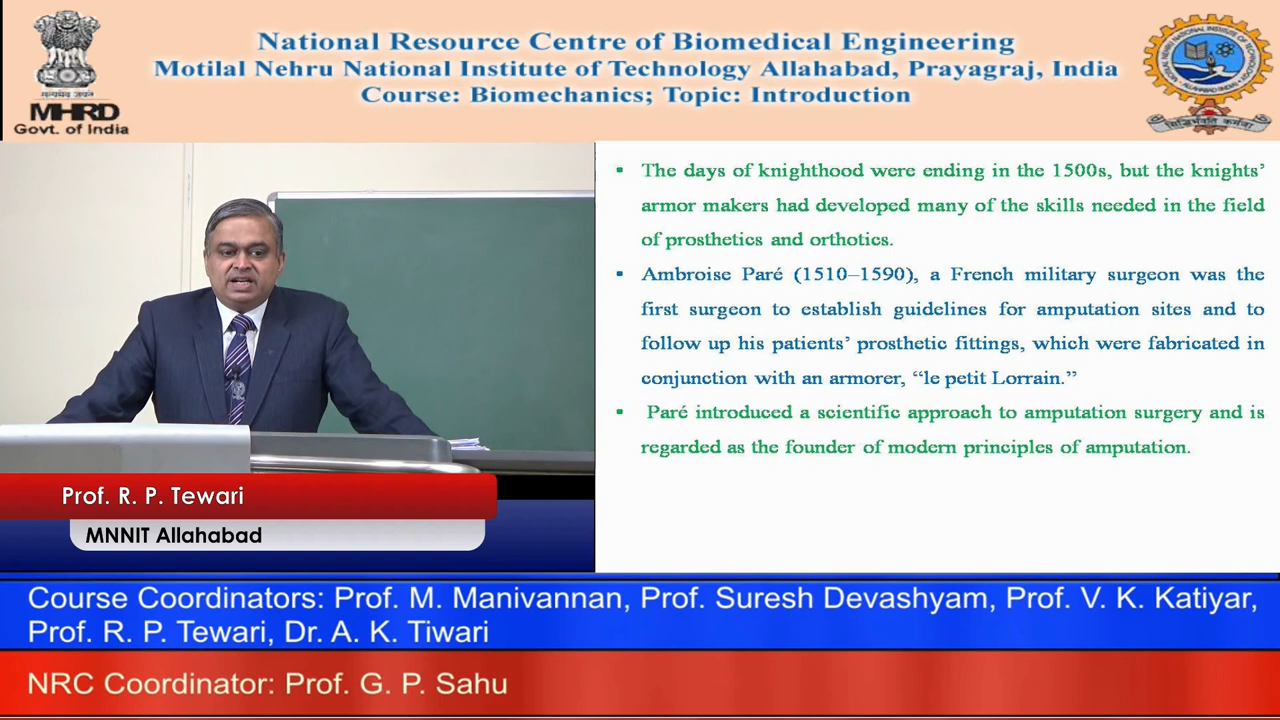 National Resource Centre of Biomedical Engineering
Motilal Nehru National Institute of Technology Allahabad, Prayagraj, India
Course: Biomechanics; Topic: Introduction
सत्यमेव जयते
MHRD
Govt. of India
▪ The days of knighthood were ending in the 1500s, but the knights’
armor makers had developed many of the skills needed in the field
of prosthetics and orthotics.
▪ Ambroise Paré (1510–1590), a French military surgeon was the
first surgeon to establish guidelines for amputation sites and to
follow up his patients’ prosthetic fittings, which were fabricated in
conjunction with an armorer, “le petit Lorrain.”
▪ Paré introduced a scientific approach to amputation surgery and is
regarded as the founder of modern principles of amputation.
Prof. R. P. Tewari
MNNIT Allahabad
Course Coordinators: Prof. M. Manivannan, Prof. Suresh Devashyam, Prof. V. K. Katiyar,
Prof. R. P. Tewari, Dr. A. K. Tiwari
NRC Coordinator: Prof. G. P. Sahu